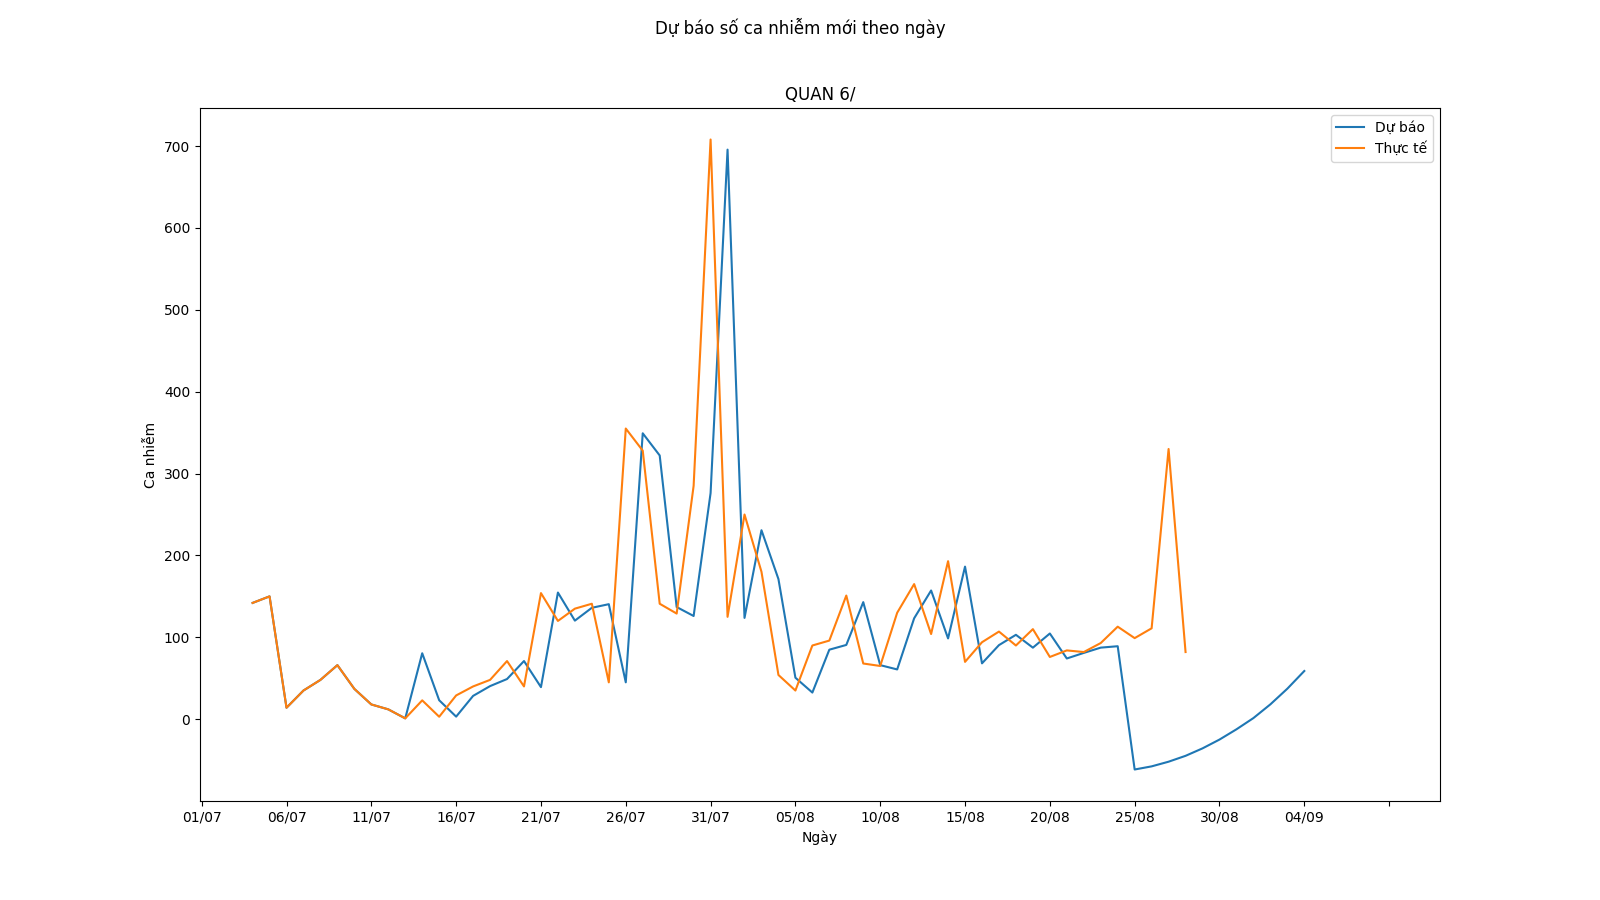 Dự báo số ca nhiễm mới theo ngày
QUAN 6/
Dự báo
Thực tế
700
600
500
400
300
200
100
0
Ca nhiễm
01/07 06/07 11/07 16/07 21/07 26/07 31/07 05/08 10/08 15/08 20/08 25/08 30/08 04/09
Ngày